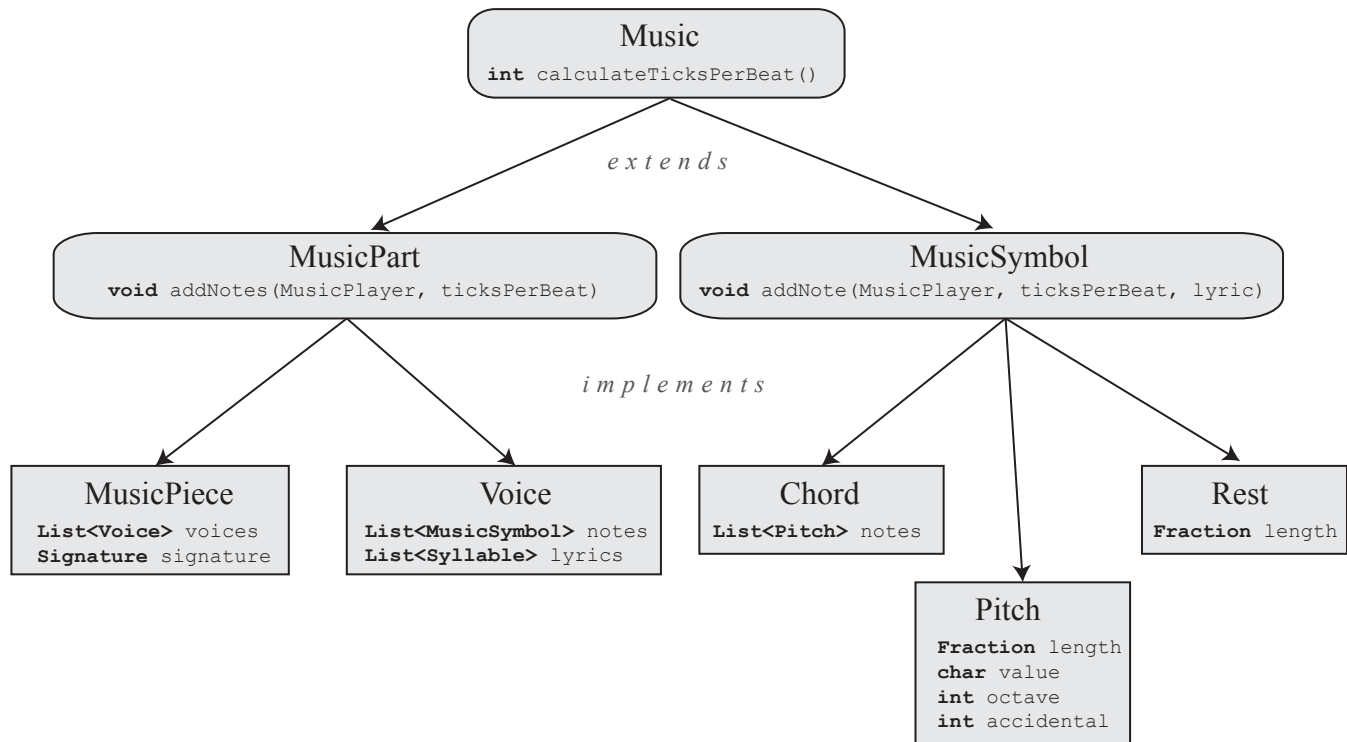 Music
int calculateTicksPerBeat()
extends
MusicPart
void addNotes(MusicPlayer, ticksPerBeat)
MusicSymbol
void addNote(MusicPlayer, ticksPerBeat, lyric)
implements
MusicPiece
List<Voice> voices
Signature signature
Voice
List<MusicSymbol> notes
List<Syllable> lyrics
Chord
List<Pitch> notes
Rest
Fraction length
Pitch
Fraction length
char value
int octave
int accidental